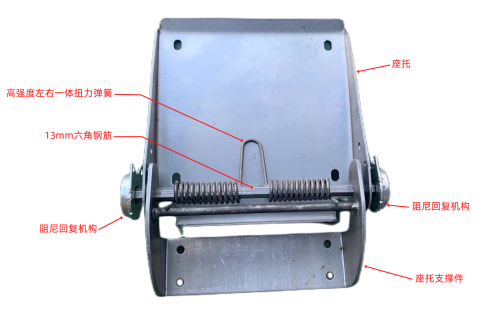 座托
高强度左右一体扭力弹簧
13mm六角钢筋
阻尼回复机构
阻尼回复机构
座托支撑件